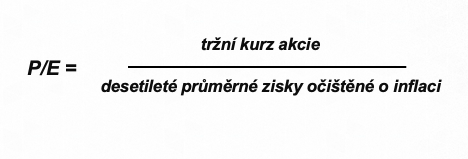 tržní kurz akcie
P/E =
desetileté průměrné zisky očištěné o inflaci